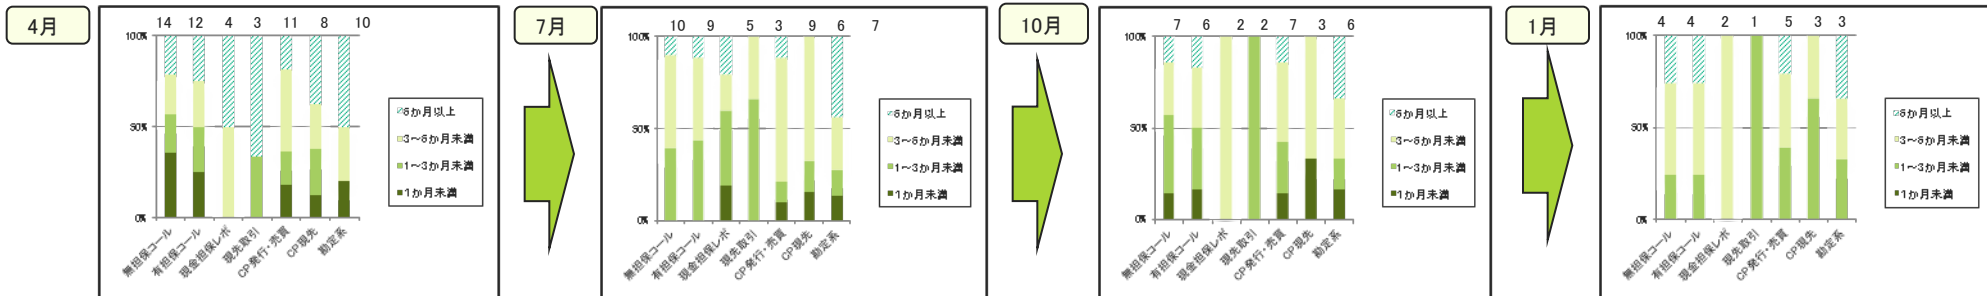 4月
14 12 4 3 11 8 10
100%
50%
0%
無担保コール
有担保コール
現金担保レポ
現先取引
CP発行・売買
CP現先
勘定系
6か月以上
3～6か月未満
1～3か月未満
1か月未満
7月
10 9 5 3 9 6 7
100%
50%
0%
無担保コール
有担保コール
現金担保レポ
現先取引
CP発行・売買
CP現先
勘定系
6か月以上
3～6か月未満
1～3か月未満
1か月未満
10月
7 6 2 2 7 3 6
100%
50%
0%
無担保コール
有担保コール
現金担保レポ
現先取引
CP発行・売買
CP現先
勘定系
6か月以上
3～6か月未満
1～3か月未満
1か月未満
1月
4 4 2 1 5 3 3
100%
50%
0%
無担保コール
有担保コール
現金担保レポ
現先取引
CP発行・売買
CP現先
勘定系
6か月以上
3～6か月未満
1～3か月未満
1か月未満